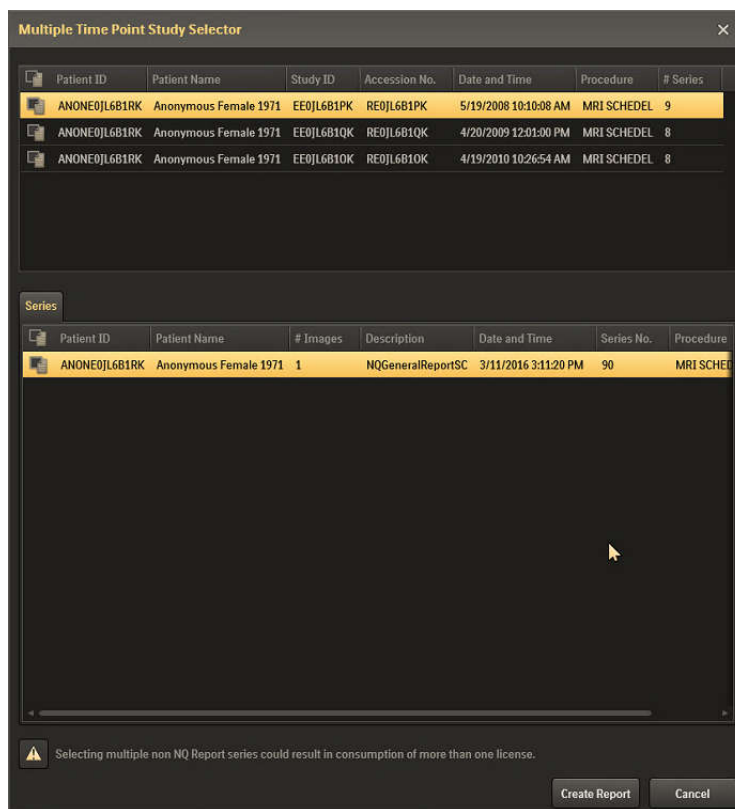 Multiple Time Point Study Selector
Patient ID Patient Name Study ID Accession No. Date and Time Procedure # Series
ANONE0JL6B1RK Anonymous Female 1971 EE0JL6B1PK RE0JL6B1PK 5/19/2008 10:10:08 AM MRI SCHEDEL 9
ANONE0JL6B1RK Anonymous Female 1971 EE0JL6B1QK RE0JL6B1QK 4/20/2009 12:01:00 PM MRI SCHEDEL 8
ANONE0JL6B1RK Anonymous Female 1971 EE0JL6B1OK RE0JL6B1OK 4/19/2010 10:26:54 AM MRI SCHEDEL 8
Series
Patient ID Patient Name # Images Description Date and Time Series No. Procedure
ANONE0JL6B1RK Anonymous Female 1971 1 NQGeneralReportSC 3/11/2016 3:11:20 PM 90 MRI SCHED
Selecting multiple non NQ Report series could result in consumption of more than one license.
Create Report Cancel